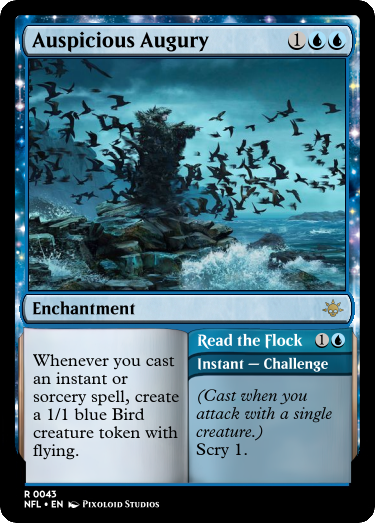 Auspicious Augury 1
Enchantment
Whenever you cast
an instant or
sorcery spell, create
a 1/1 blue Bird
creature token with
flying.
Read the Flock 1
Instant — Challenge
(Cast when you
attack with a single
creature.)
Scry 1.
R 0043
NFL • EN Pixoloid Studios